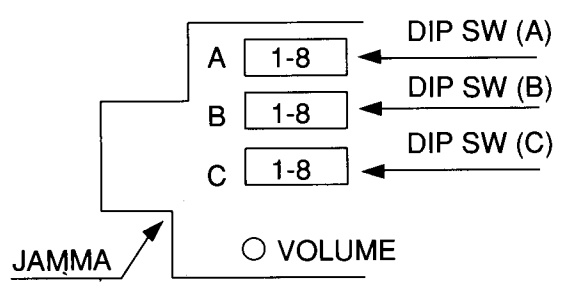 DIP SW (A)
A 1-8
DIP SW (B)
B 1-8
DIP SW (C)
C 1-8
VOLUME
JAMMA